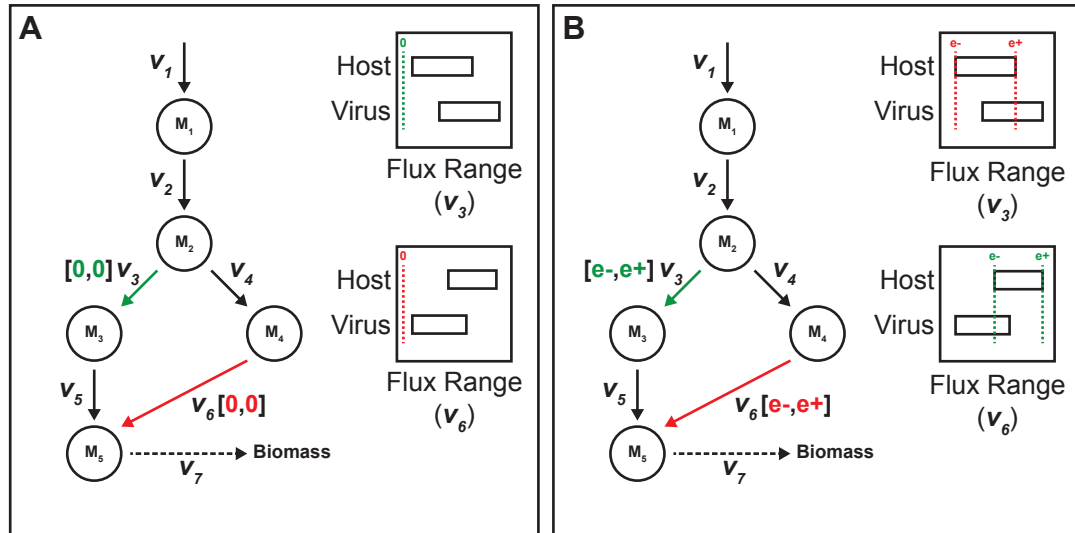 A
v1
M1
v2
M2
[0,0] v3
v4
M3
M4
v5
v6 [0,0]
M5
v7
Biomass
0
Host
Virus
Flux Range
(v3)
0
Host
Virus
Flux Range
(v6)
B
v1
M1
v2
M2
[e-,e+] v3
v4
M3
M4
v5
v6 [e-,e+]
M5
v7
Biomass
e- e+
Host
Virus
Flux Range
(v3)
e- e+
Host
Virus
Flux Range
(v6)